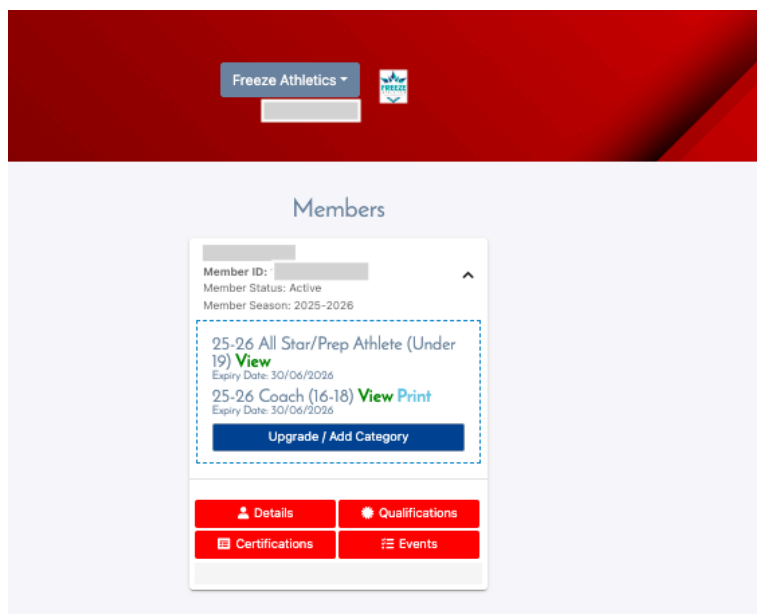 Freeze Athletics
FREEZE
Members
Member ID:
Member Status: Active
Member Season: 2025-2026
25-26 All Star/Prep Athlete (Under
19) View
Expiry Date: 30/06/2026
25-26 Coach (16-18) View Print
Expiry Date: 30/06/2026
Upgrade / Add Category
Details
Qualifications
Certifications
Events